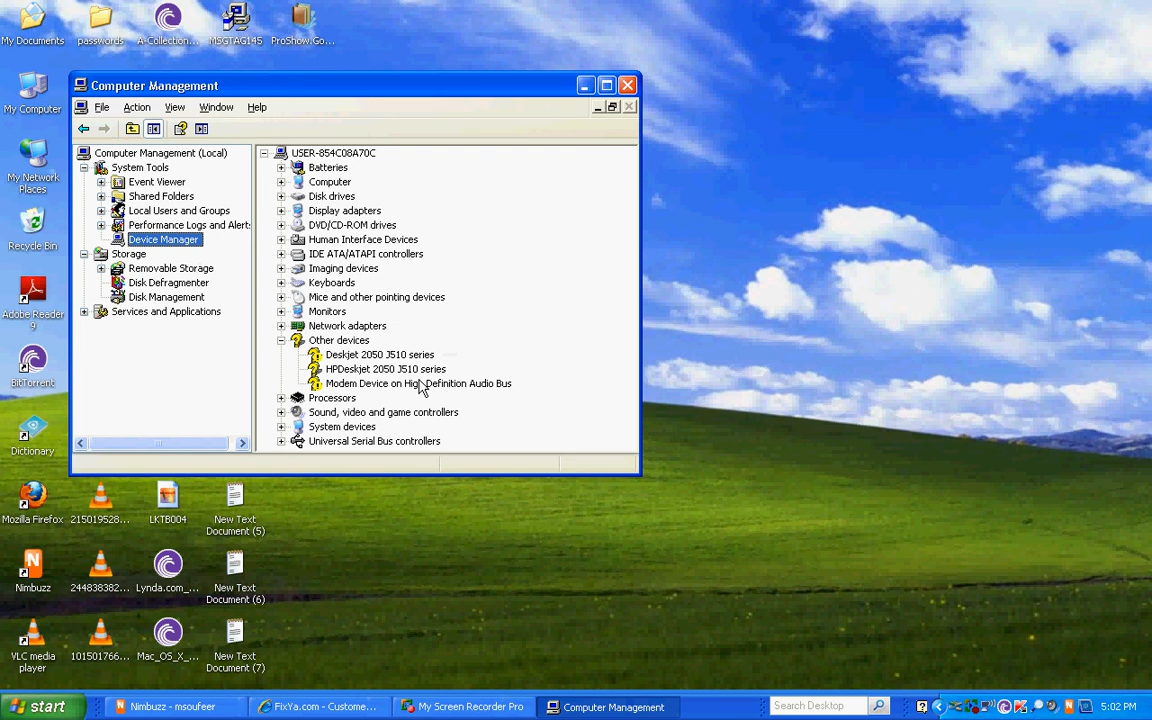 My Documents
passwords
A-Collection...
MSGTAG145
ProShow.Go...
My Computer
My Network
Places
Recycle Bin
Adobe Reader
9
BitTorrent
Dictionary
Computer Management
File Action View Window Help
Computer Management (Local)
System Tools
Event Viewer
Shared Folders
Local Users and Groups
Performance Logs and Alert:
Device Manager
Storage
Removable Storage
Disk Defragmenter
Disk Management
Services and Applications
USER-854C08A70C
Batteries
Computer
Disk drives
Display adapters
DVD/CD-ROM drives
Human Interface Devices
IDE ATA/ATAPI controllers
Imaging devices
Keyboards
Mice and other pointing devices
Monitors
Network adapters
Other devices
Deskjet 2050 J510 series
HPDeskjet 2050 J510 series
Modem Device on High Definition Audio Bus
Processors
Sound, video and game controllers
System devices
Universal Serial Bus controllers
Mozilla Firefox
215019528...
LKTB004
New Text
Document (5)
Nimbuzz
244838382...
Lynda.com_...
New Text
Document (6)
VLC media
player
101501766...
Mac_OS_X_...
New Text
Document (7)
start
Nimbuzz - msoufeer
FixYa.com - Custome...
My Screen Recorder Pro
Computer Management
Search Desktop
5:02 PM